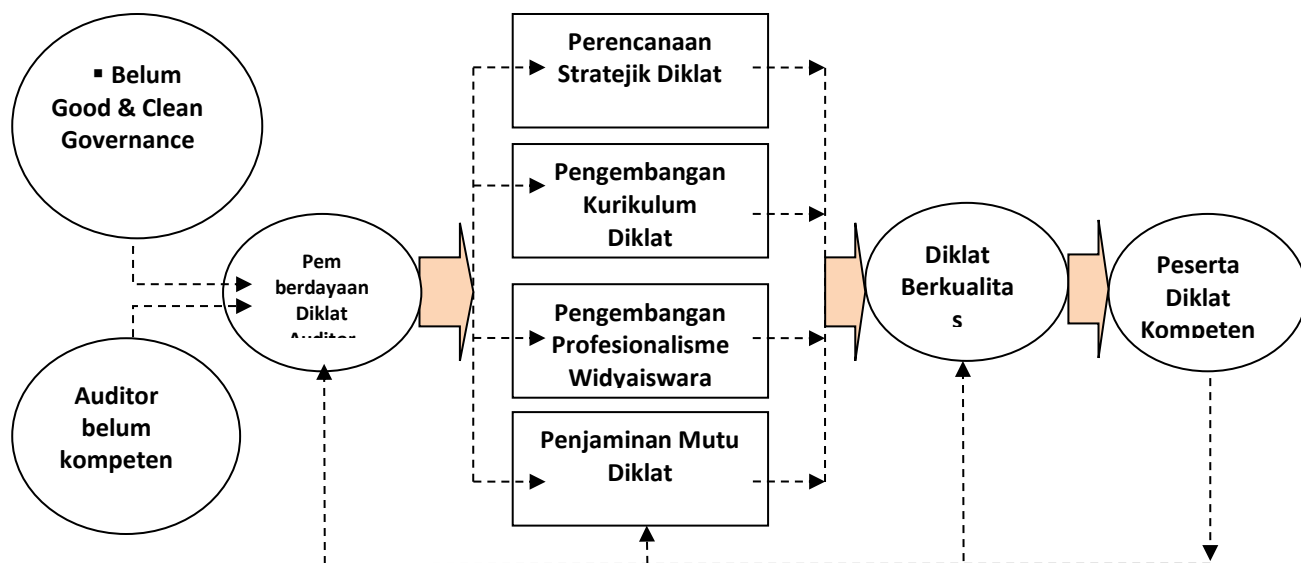 ▪ Belum
Good & Clean
Governance
Auditor
belum
kompeten
Pem
berdayaan
Diklat
Auditor
Perencanaan
Stratejik Diklat
Pengembangan
Kurikulum
Diklat
Pengembangan
Profesionalisme
Widyaiswara
Penjaminan Mutu
Diklat
Diklat
Berkualita
s
Peserta
Diklat
Kompeten